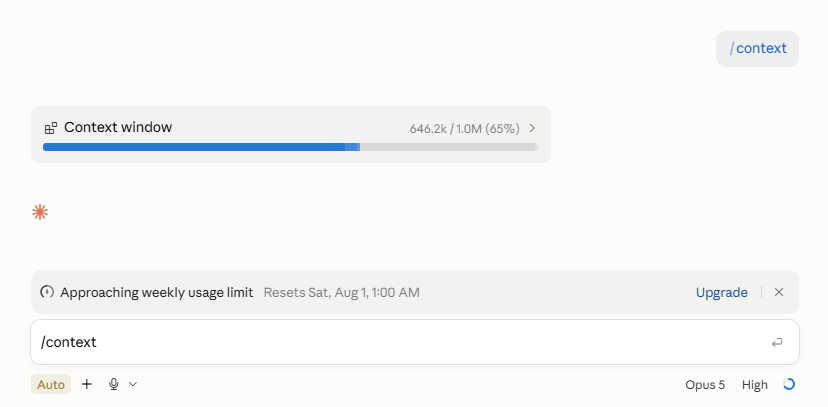 /context
Context window 646.2k / 1.0M (65%)
Approaching weekly usage limit Resets Sat, Aug 1, 1:00 AM Upgrade
/context
Auto Opus 5 High